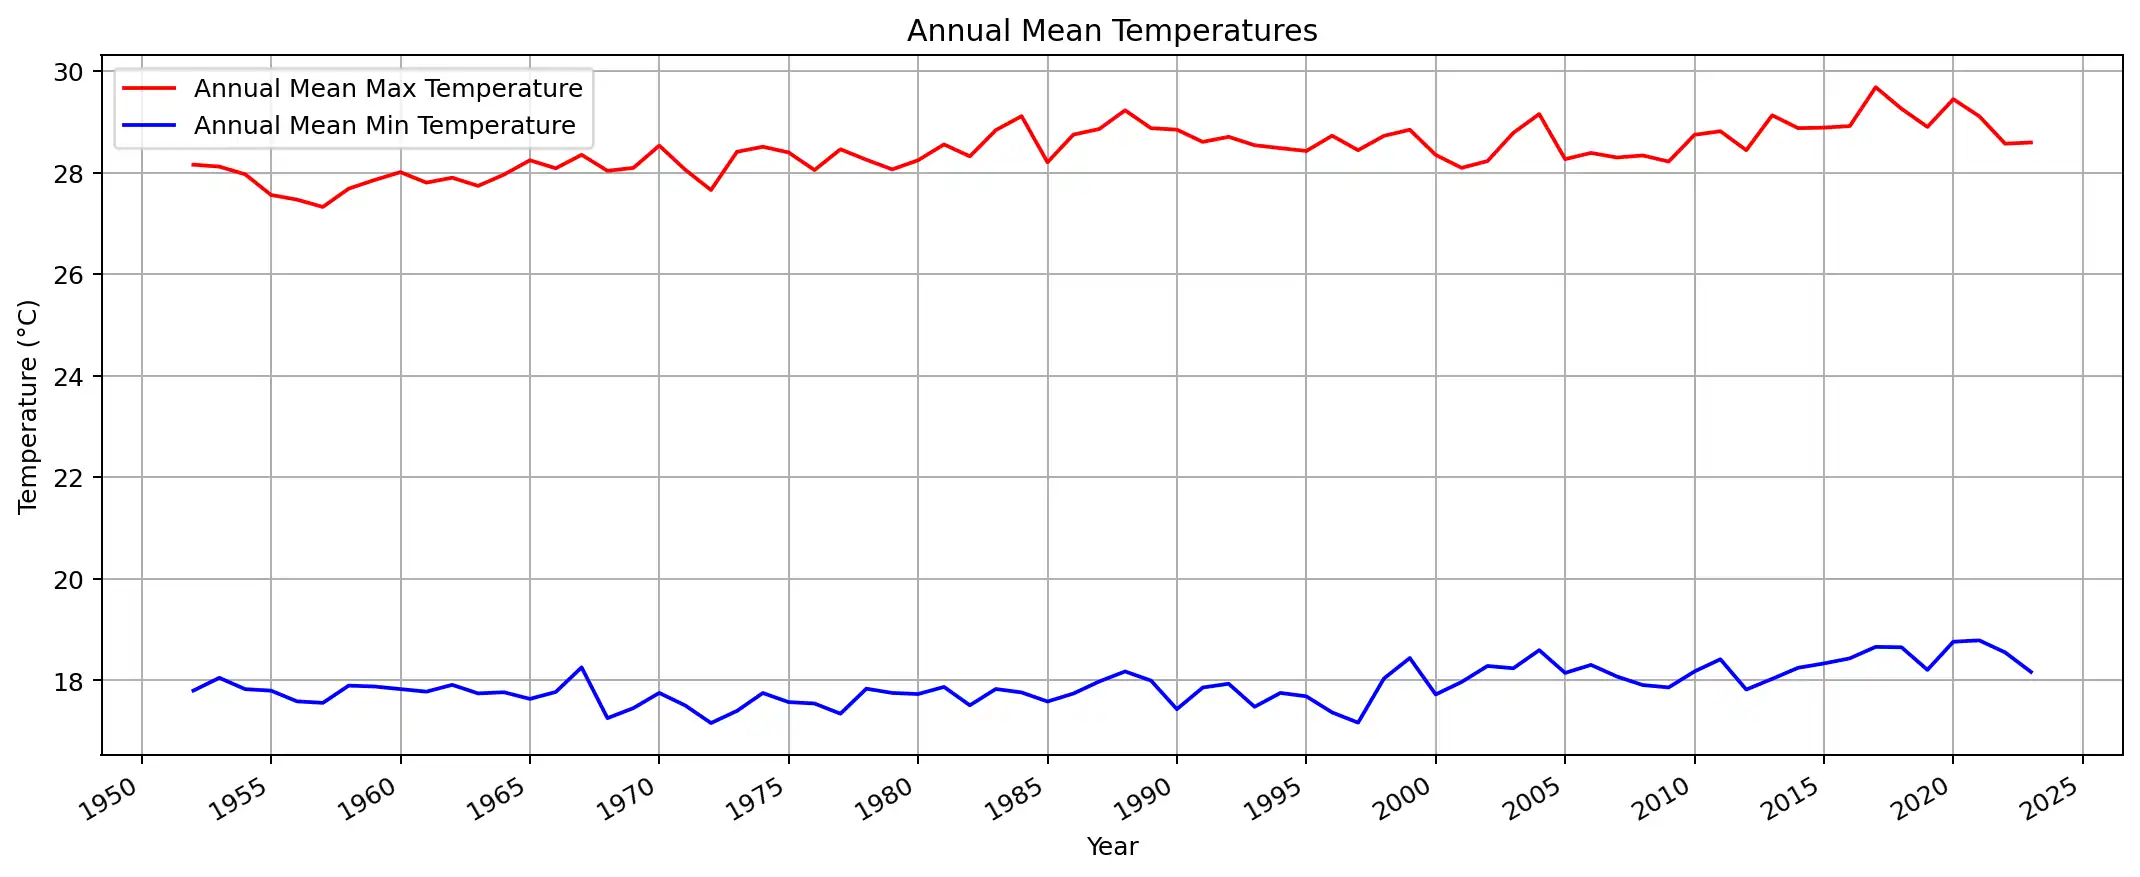 Annual Mean Temperatures
Annual Mean Max Temperature
Annual Mean Min Temperature
Temperature (°C)
30
28
26
24
22
20
18
1950 1955 1960 1965 1970 1975 1980 1985 1990 1995 2000 2005 2010 2015 2020 2025
Year